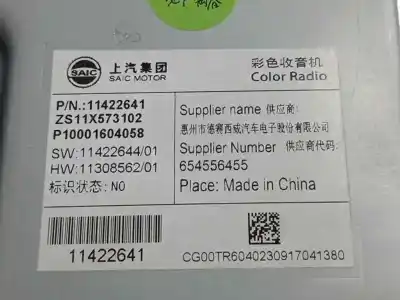 SAIC
上汽集团
SAIC MOTOR
彩色收音机
Color Radio
P/N.:11422641
ZS11X573102
P10001604058
SW:11422644/01
HW:11308562/01
标识状态: NO
11422641
Supplier name 供应商:
惠州市德赛西威汽车电子股份有限公司
Supplier Number 供应商代码:
654556455
Place: Made in China
CG00TR6040230917041380